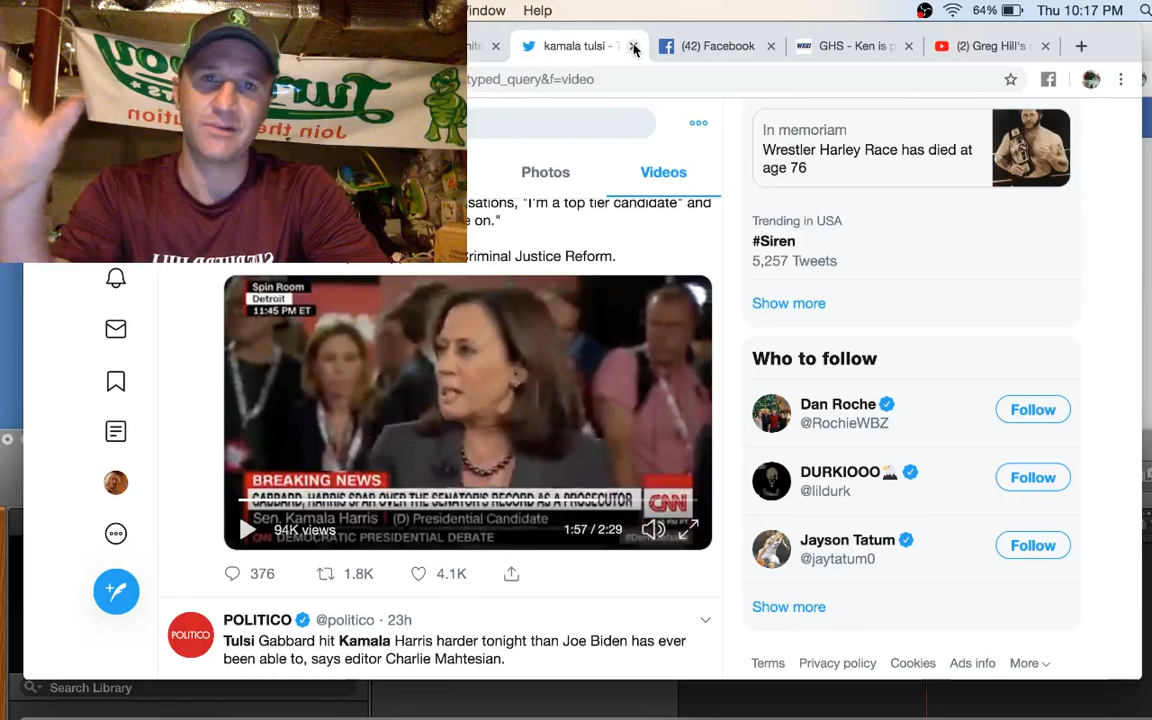 indow Help
64% Thu 10:17 PM
kamala tulsi - T
(42) Facebook
GHS - Ken is p
(2) Greg Hill's r
typed_query&f=video
Join the
Photos
Videos
sations, "I'm a top tier candidate" and
e on."
Criminal Justice Reform.
Spin Room
Detroit
11:45 PM ET
BREAKING NEWS
GABBARD, HARRIS SPAR OVER THE SENATOR'S RECORD AS A PROSECUTOR
CNN
Sen. Kamala Harris (D) Presidential Candidate
94K views
1:57 / 2:29
CNN DEMOCRATIC PRESIDENTIAL DEBATE
376
1.8K
4.1K
POLITICO
POLITICO @politico · 23h
Tulsi Gabbard hit Kamala Harris harder tonight than Joe Biden has ever
been able to, says editor Charlie Mahtesian.
In memoriam
Wrestler Harley Race has died at
age 76
Trending in USA
#Siren
5,257 Tweets
Show more
Who to follow
Dan Roche
@RochieWBZ
Follow
DURKIOOO
@lildurk
Follow
Jayson Tatum
@jaytatum0
Follow
Show more
Terms Privacy policy Cookies Ads info More
Search Library